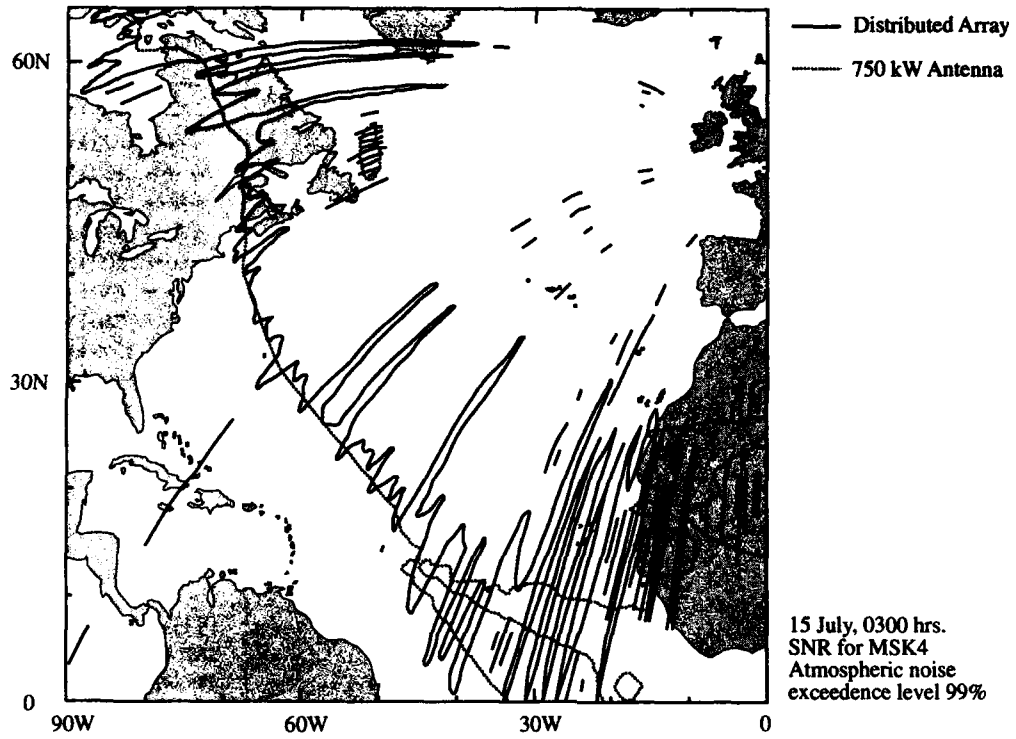 Distributed Array
750 kW Antenna
60N
30N
0
90W
60W
30W
0
15 July, 0300 hrs.
SNR for MSK4
Atmospheric noise
exceedence level 99%